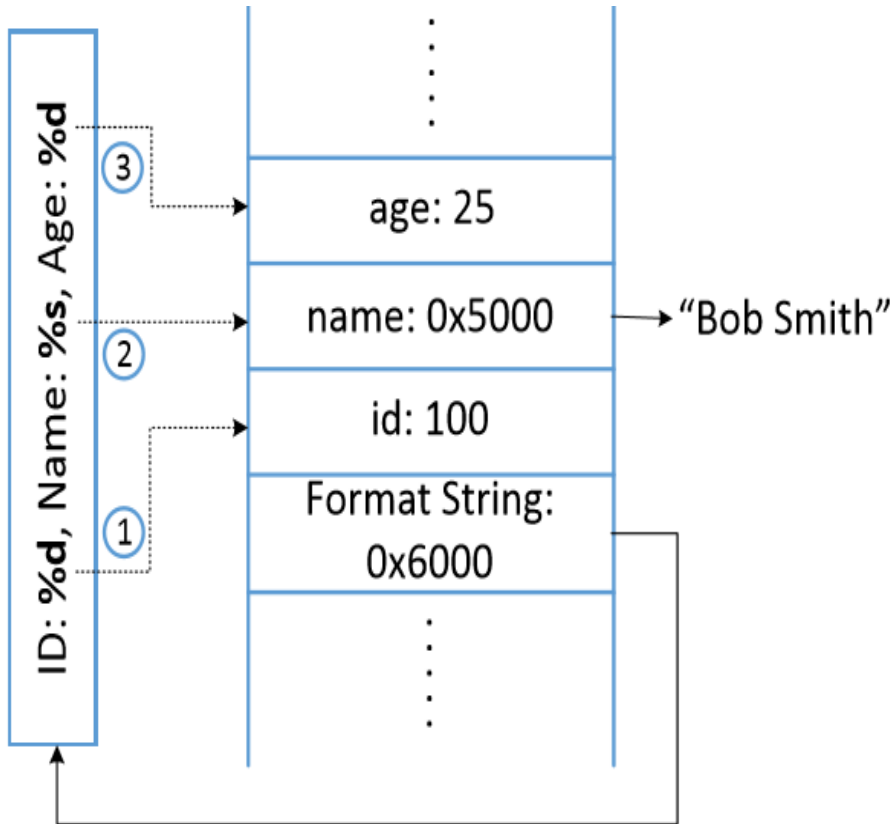 ID: %d, Name: %s, Age: %d
3
2
1
age: 25
name: 0x5000
id: 100
Format String:
0x6000
“Bob Smith”